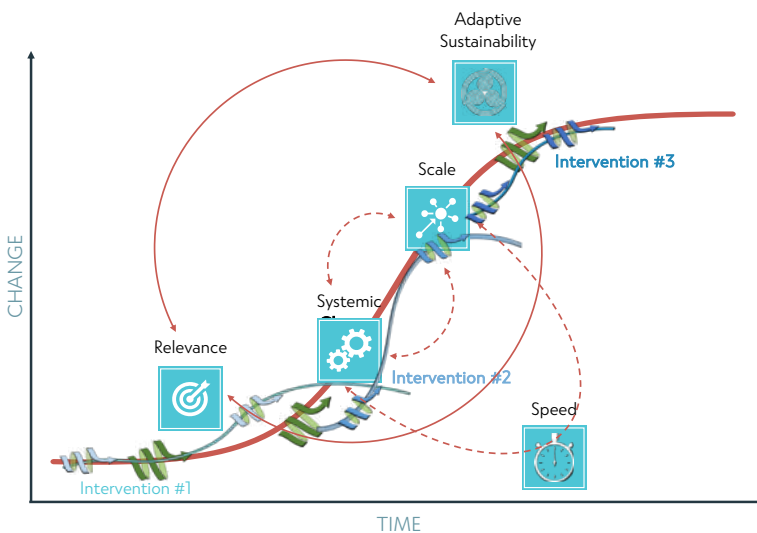 Adaptive
Sustainability
Scale
Intervention #3
CHANGE
Systemic
Relevance
Intervention #2
Speed
Intervention #1
TIME